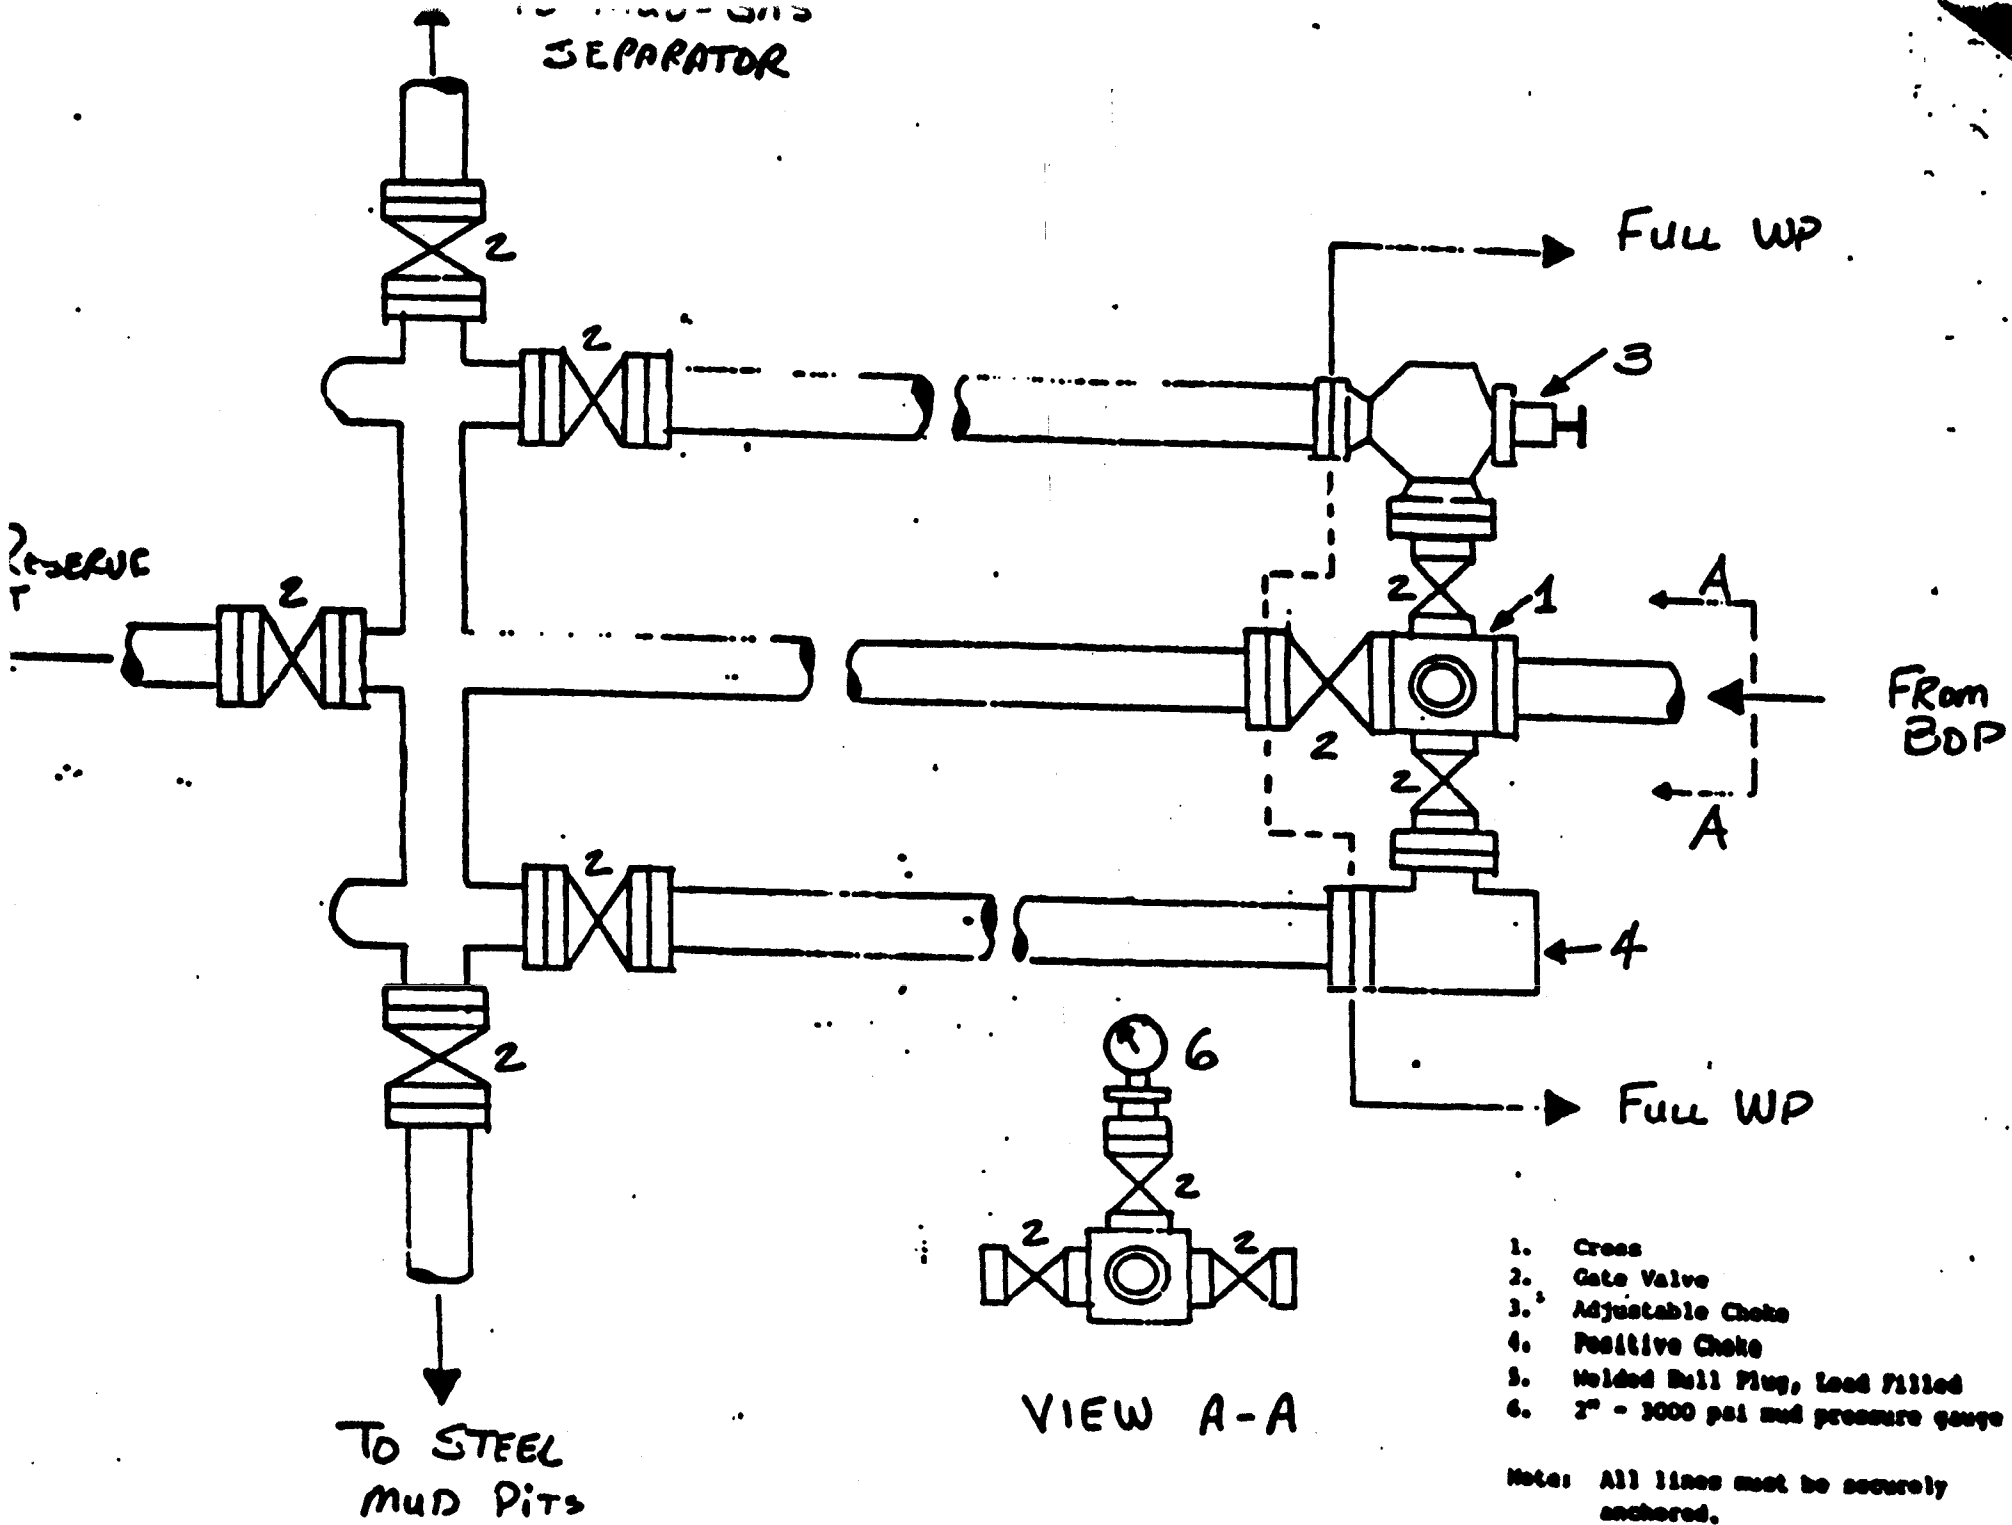 SEPARATOR
2
FULL WP
2
3
RESERVE
2
2
1
A
FROM
BOP
2
2
A
2
4
2
6
FULL WP
2
2
2
1. Cross
2. Gate Valve
3. Adjustable Choke
4. Positive Choke
5. Welded Bull Plug, Lead Filled
6. 2" - 3000 psi mud pressure gauge
VIEW A-A
TO STEEL
MUD PITS
Note: All lines must be securely
anchored.